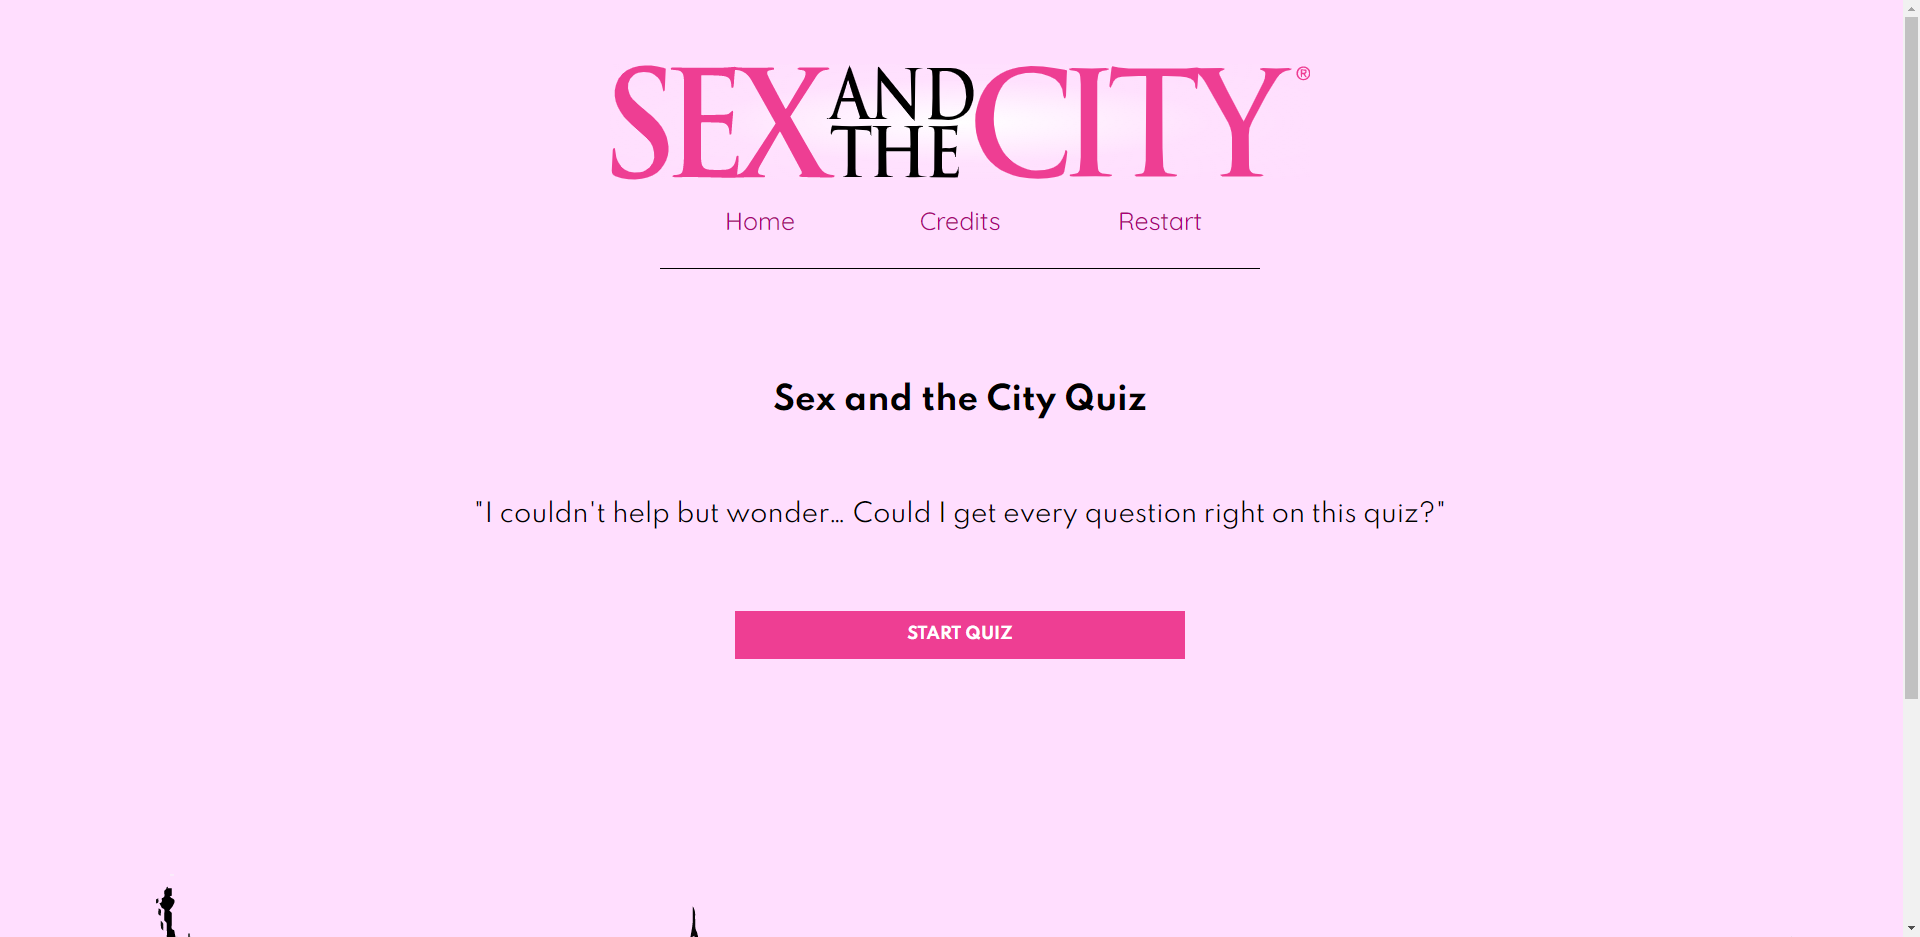 SEX AND THE CITY ®
Home Credits Restart
Sex and the City Quiz
"I couldn't help but wonder... Could I get every question right on this quiz?"
START QUIZ